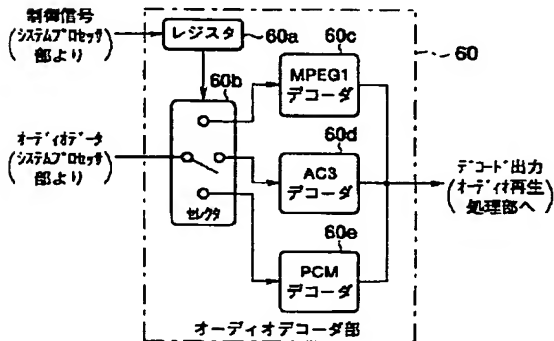 制御信号
(システムプロセッサ
部より)
レジスタ
60a
60b
60c
MPEG1
デコーダ
60
オーディオデータ
(システムプロセッサ
部より)
セレクタ
60d
AC3
デコーダ
デコード出力
(オーディオ再生
処理部へ)
60e
PCM
デコーダ
オーディオデコーダ部